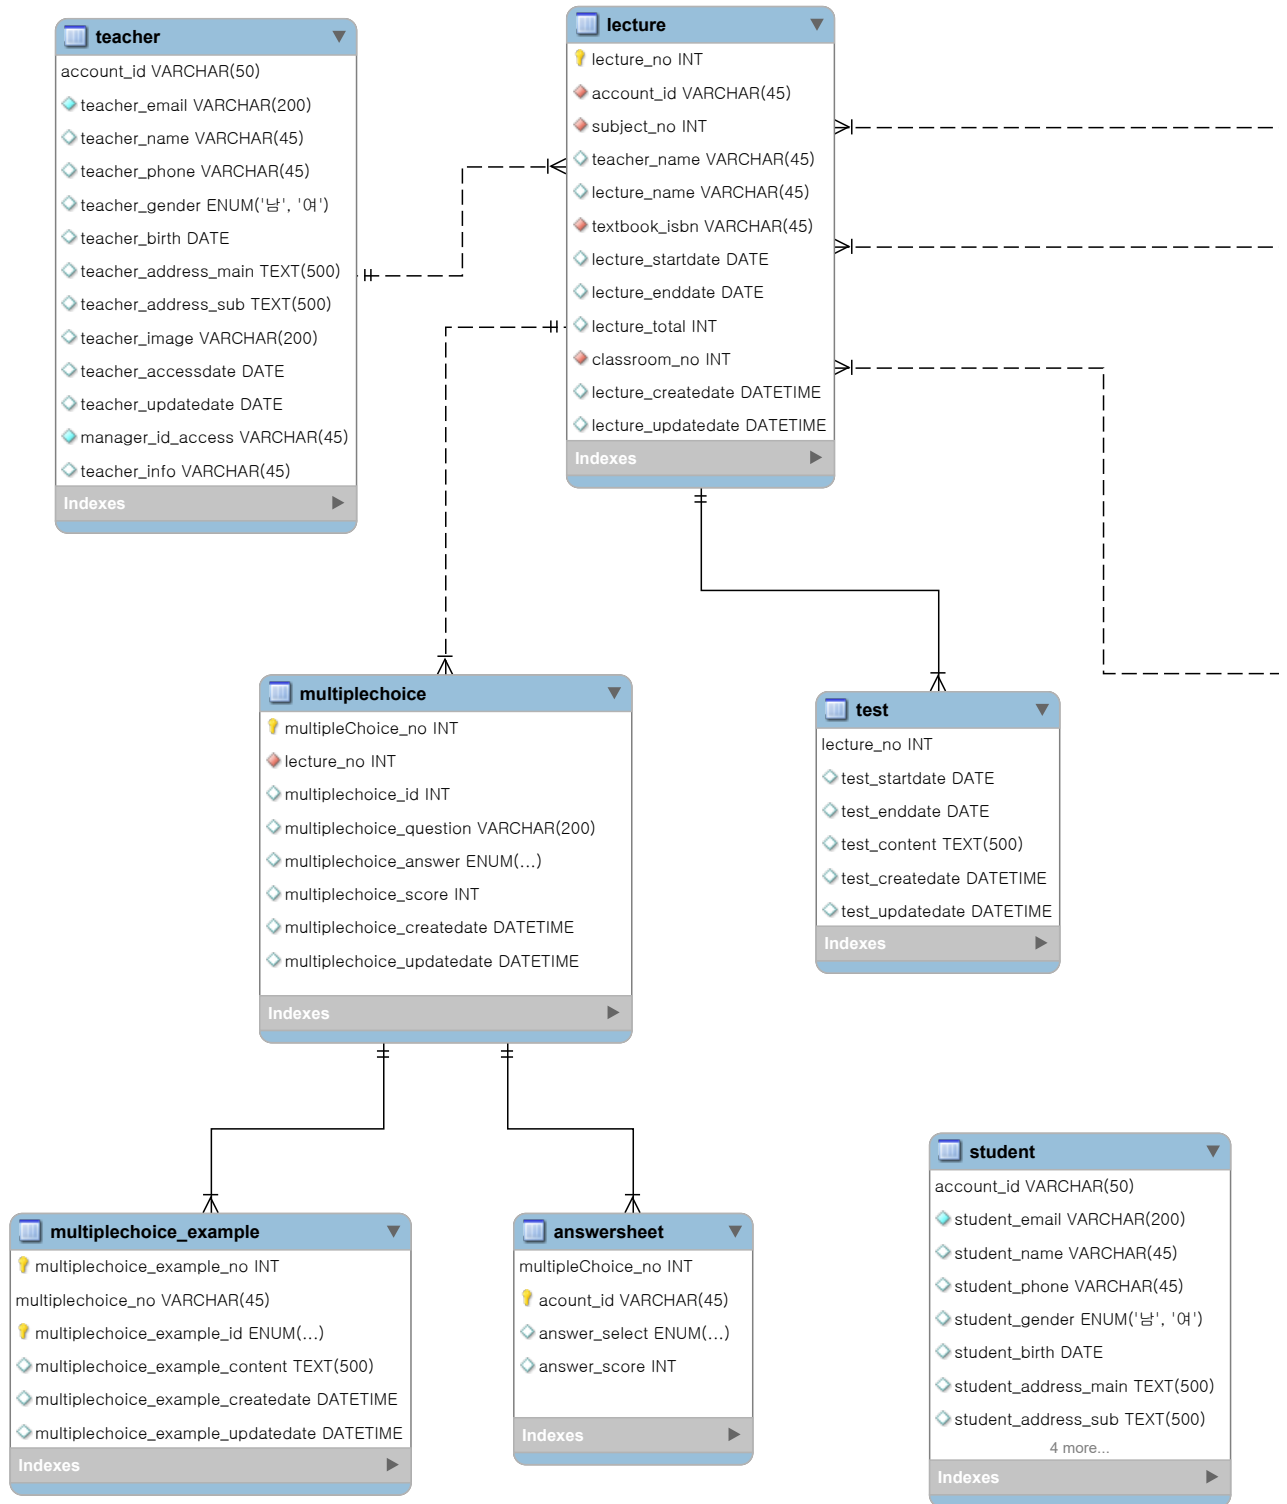 teacher
account_id VARCHAR(50)
teacher_email VARCHAR(200)
teacher_name VARCHAR(45)
teacher_phone VARCHAR(45)
teacher_gender ENUM('남', '여')
teacher_birth DATE
teacher_address_main TEXT(500)
teacher_address_sub TEXT(500)
teacher_image VARCHAR(200)
teacher_accessdate DATE
teacher_updatedate DATE
manager_id_access VARCHAR(45)
teacher_info VARCHAR(45)
Indexes
lecture
lecture_no INT
account_id VARCHAR(45)
subject_no INT
teacher_name VARCHAR(45)
lecture_name VARCHAR(45)
textbook_isbn VARCHAR(45)
lecture_startdate DATE
lecture_enddate DATE
lecture_total INT
classroom_no INT
lecture_createdate DATETIME
lecture_updatedate DATETIME
Indexes
multiplechoice
multipleChoice_no INT
lecture_no INT
multiplechoice_id INT
multiplechoice_question VARCHAR(200)
multiplechoice_answer ENUM(...)
multiplechoice_score INT
multiplechoice_createdate DATETIME
multiplechoice_updatedate DATETIME
Indexes
test
lecture_no INT
test_startdate DATE
test_enddate DATE
test_content TEXT(500)
test_createdate DATETIME
test_updatedate DATETIME
Indexes
multiplechoice_example
multiplechoice_example_no INT
multiplechoice_no VARCHAR(45)
multiplechoice_example_id ENUM(...)
multiplechoice_example_content TEXT(500)
multiplechoice_example_createdate DATETIME
multiplechoice_example_updatedate DATETIME
Indexes
answersheet
multipleChoice_no INT
acount_id VARCHAR(45)
answer_select ENUM(...)
answer_score INT
Indexes
student
account_id VARCHAR(50)
student_email VARCHAR(200)
student_name VARCHAR(45)
student_phone VARCHAR(45)
student_gender ENUM('남', '여')
student_birth DATE
student_address_main TEXT(500)
student_address_sub TEXT(500)
4 more...
Indexes